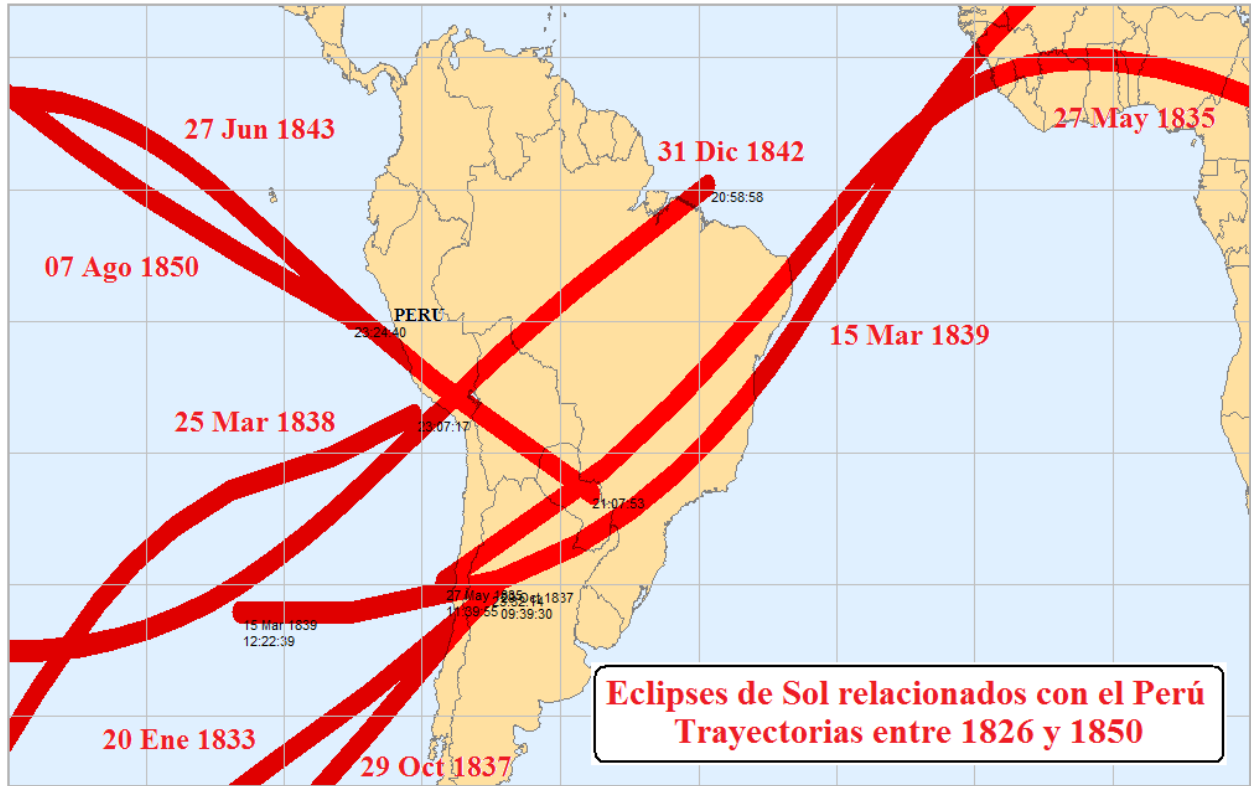 27 Jun 1843
31 Dic 1842
27 May 1835
20:58:58
07 Ago 1850
PERÚ
23:24:40
15 Mar 1839
25 Mar 1838
23:07:17
21:07:53
27 May 1835
Oct 1837
11:39:55
09:39:30
15 Mar 1839
12:22:39
20 Ene 1833
29 Oct 1837
Eclipses de Sol relacionados con el Perú
Trayectorias entre 1826 y 1850